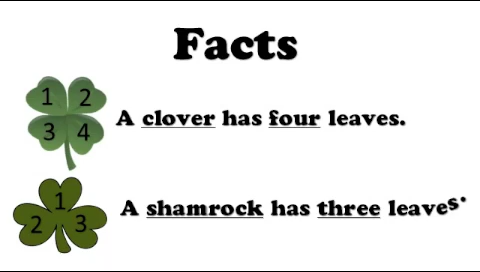 Facts
1 2
3 4
A clover has four leaves.
1
2 3
A shamrock has three leaves.